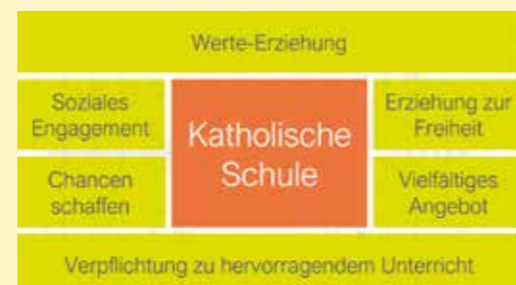 Werte-Erziehung
Soziales
Engagement
Katholische
Schule
Erziehung zur
Freiheit
Chancen
schaffen
Vielfältiges
Angebot
Verpflichtung zu hervorragendem Unterricht